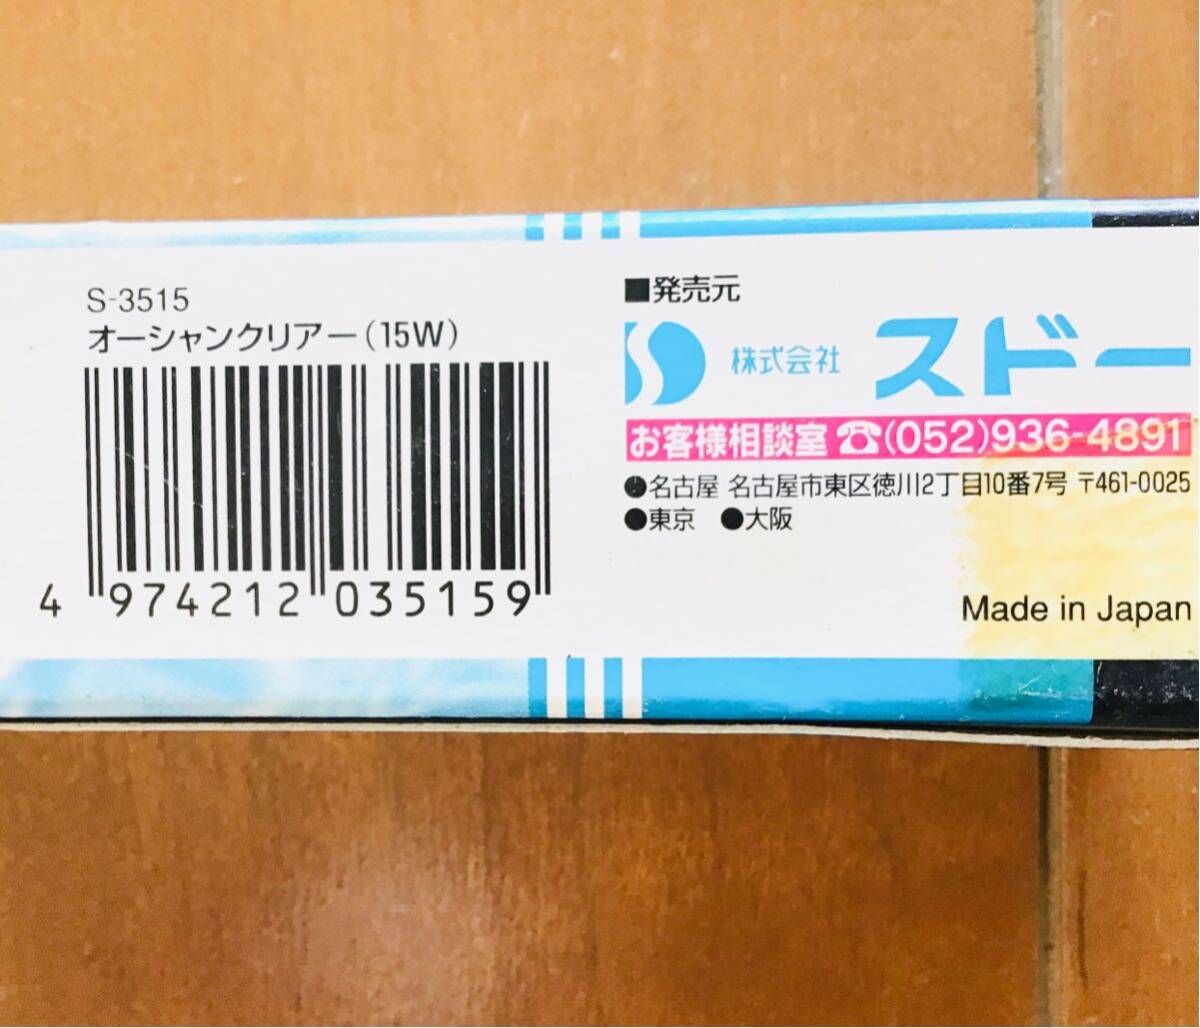 S-3515
オーシャンクリアー(15W)
4 974212 035159
■発売元
株式会社 スドー
お客様相談室 ☎(052)936-4891
●名古屋 名古屋市東区徳川2丁目10番7号 〒461-0025
●東京 ●大阪
Made in Japan